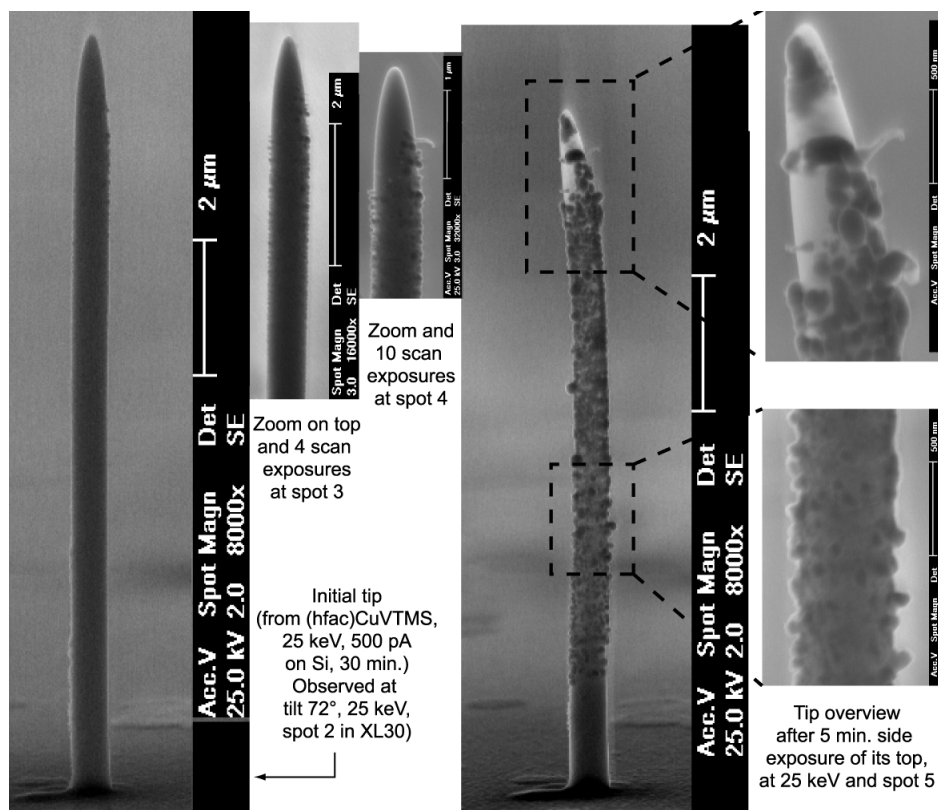 Acc.V Spot Magn Det 2 µm
25.0 kV 2.0 8000x SE
Spot Magn Det 2 µm
3.0 16000x SE
Acc.V Spot Magn Det 1 µm
25.0 kV 3.0 32000x SE
Zoom on top
and 4 scan
exposures
at spot 3
Zoom and
10 scan
exposures
at spot 4
Initial tip
(from (hfac)CuVTMS,
25 keV, 500 pA
on Si, 30 min.)
Observed at
tilt 72°, 25 keV,
spot 2 in XL30)
Acc.V Spot Magn Det 2 µm
25.0 kV 2.0 8000x SE
Spot Magn Det 500 nm
Acc.V Spot Magn Det 500 nm
Tip overview
after 5 min. side
exposure of its top,
at 25 keV and spot 5